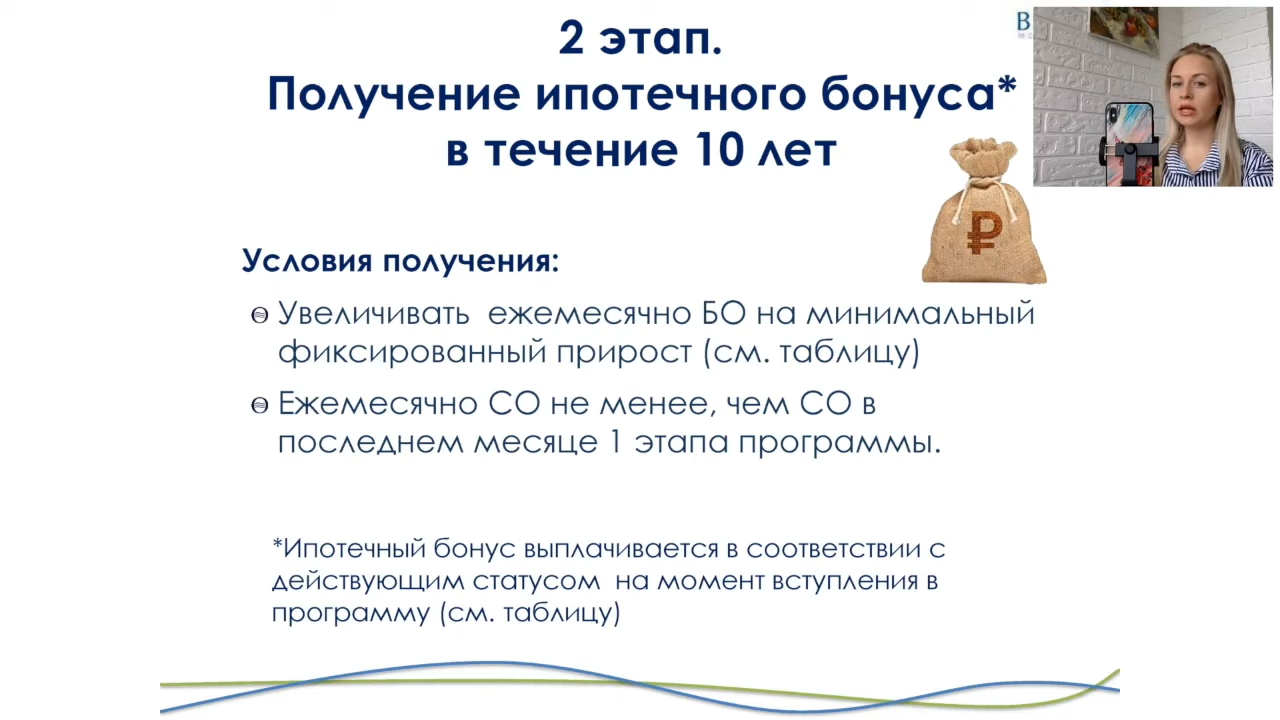 2 этап.
Получение ипотечного бонуса*
в течение 10 лет
Условия получения:
Увеличивать ежемесячно БО на минимальный
фиксированный прирост (см. таблицу)
Ежемесячно СО не менее, чем СО в
последнем месяце 1 этапа программы.
*Ипотечный бонус выплачивается в соответствии с
действующим статусом на момент вступления в
программу (см. таблицу)